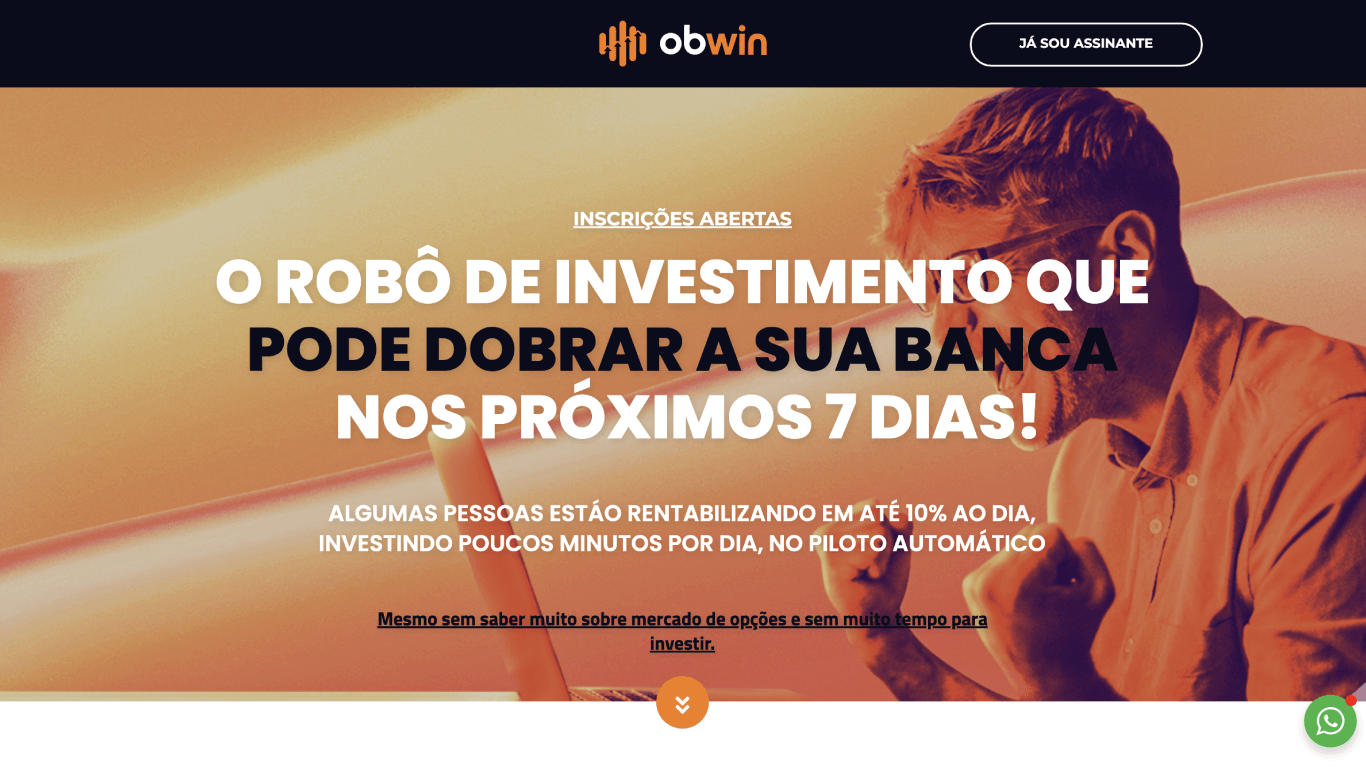 obwin
JÁ SOU ASSINANTE
INSCRIÇÕES ABERTAS
O ROBÔ DE INVESTIMENTO QUE
PODE DOBRAR A SUA BANCA
NOS PRÓXIMOS 7 DIAS!
ALGUMAS PESSOAS ESTÁO RENTABILIZANDO EM ATÉ 10% AO DIA,
INVESTINDO POUCOS MINUTOS POR DIA, NO PILOTO AUTOMÁTICO
Mesmo sem saber muito sobre mercado de opções e sem muito tempo para
investir.